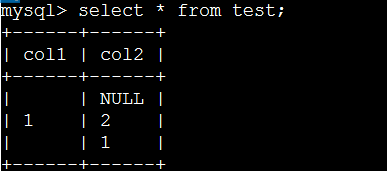 mysql> select * from test;
+------+------+
| col1 | col2 |
+------+------+
|      | NULL |
| 1    | 2    |
|      | 1    |
+------+------+